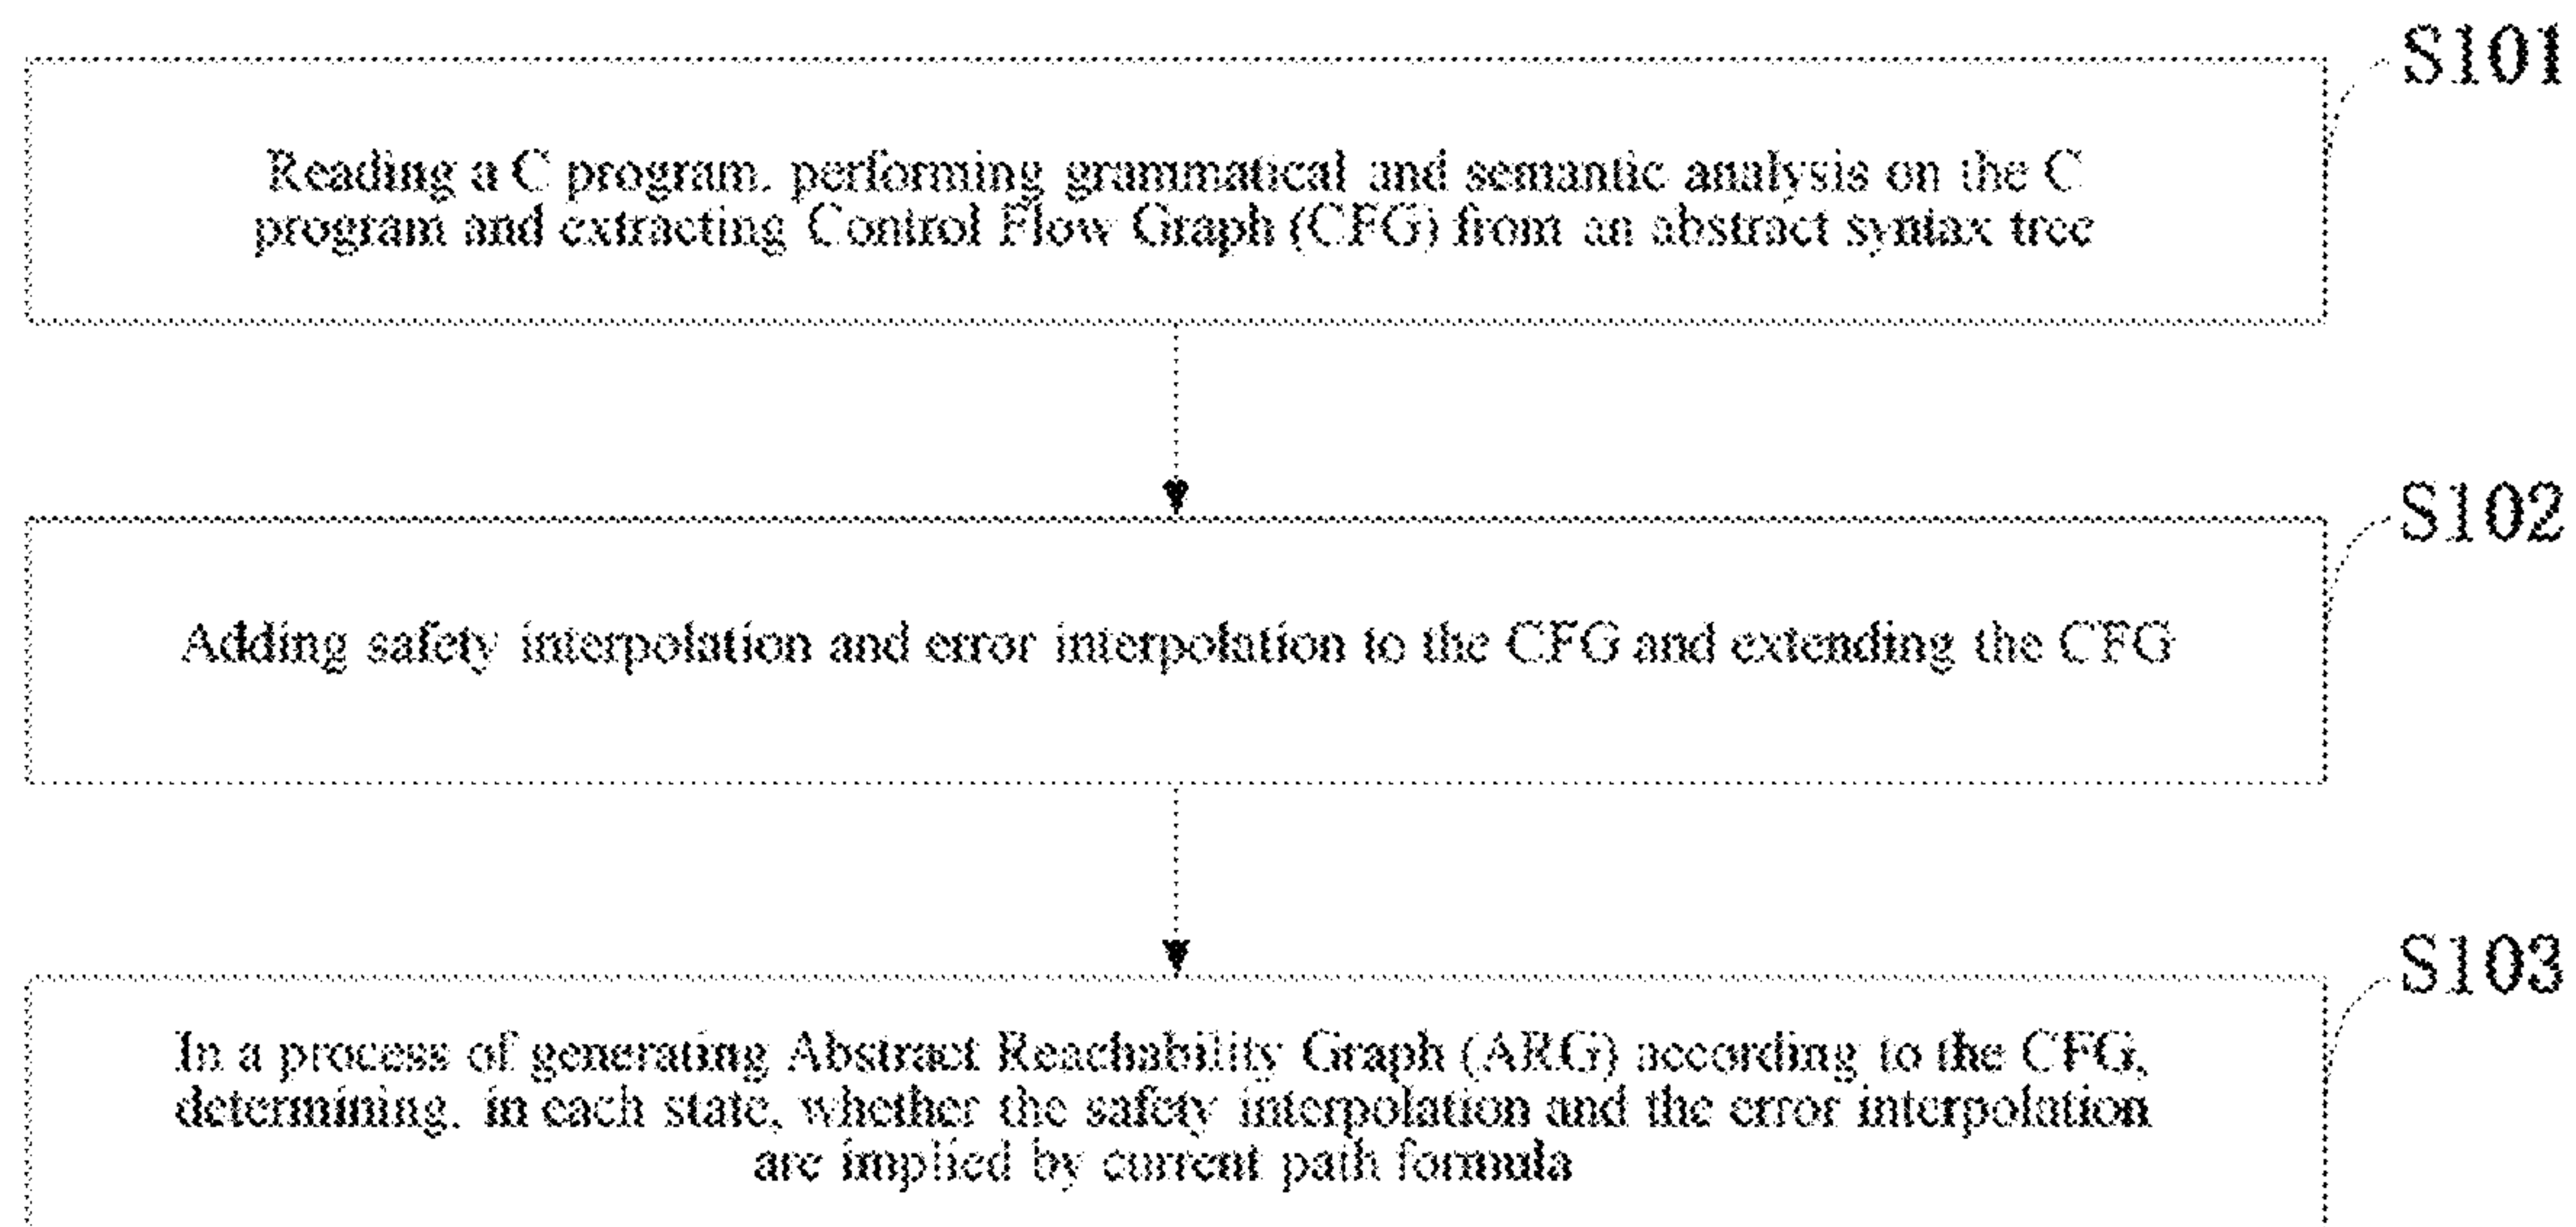 S101
Reading a C program, performing grammatical and semantic analysis on the C
program and extracting Control Flow Graph (CFG) from an abstract syntax tree
S102
Adding safety interpolation and error interpolation to the CFG and extending the CFG
S103
In a process of generating Abstract Reachability Graph (ARG) according to the CFG,
determining, in each state, whether the safety interpolation and the error interpolation
are implied by current path formula